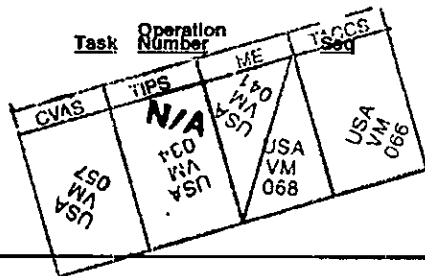 Task Operation Number Seq
CVAS TIPS ME TACCS
N/A
USA
VM
057
USA
VM
034
USA
VM
041
USA
VM
068
USA
VM
066